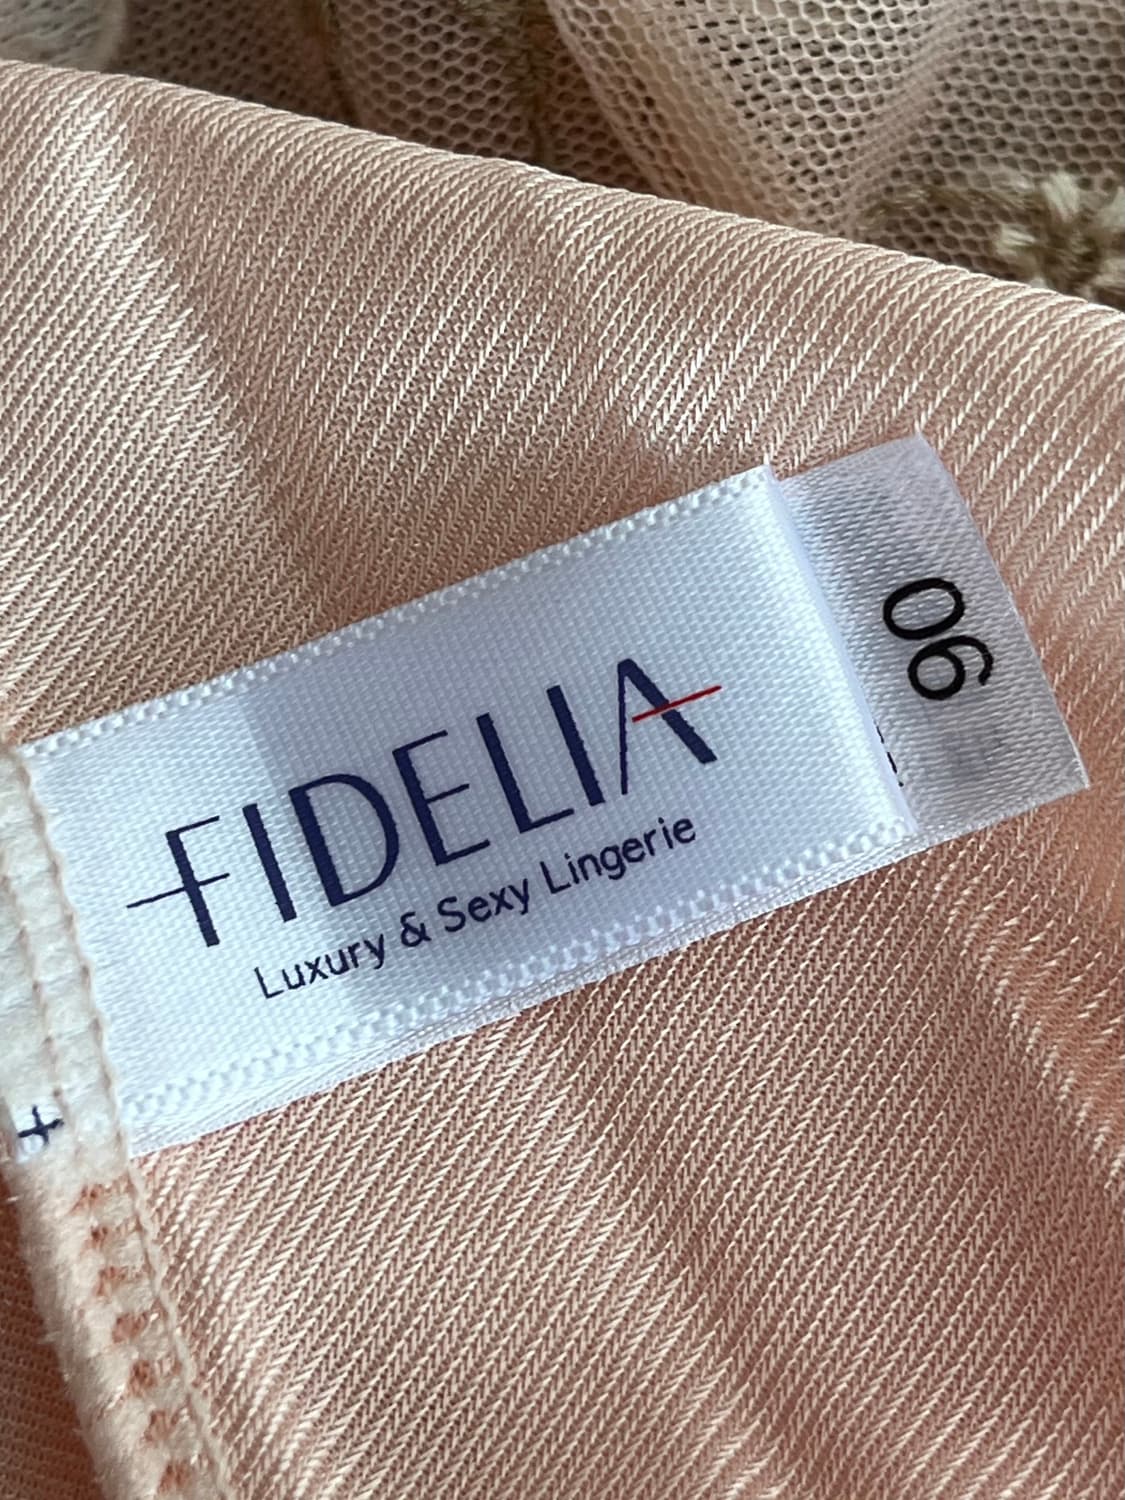 FIDELIA
Luxury & Sexy Lingerie
90